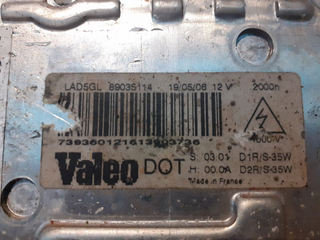 LAD5GL 89035114 19/05/06 12 V 2000h
739360121613903736
Valeo DOT S: 03.01 D1R/S-35W
H: 00.0A D2R/S-35W
Made in France